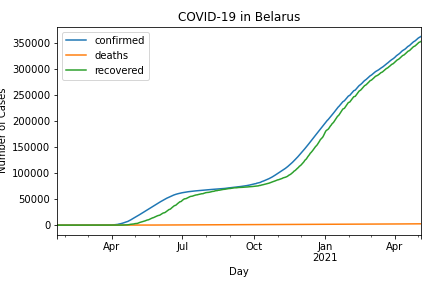 COVID-19 in Belarus
confirmed
deaths
recovered
350000
300000
250000
200000
150000
100000
50000
0
Number of Cases
Apr
Jul
Oct
Jan
2021
Apr
Day